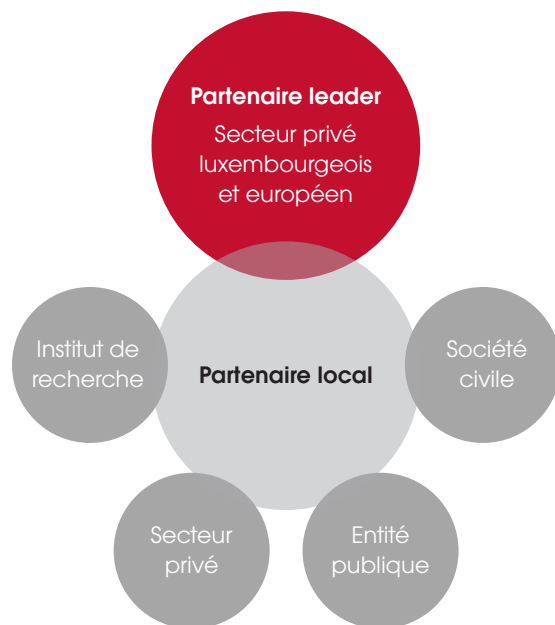 Partenaire leader
Secteur privé
luxembourgeois
et européen
Institut de
recherche
Partenaire local
Société
civile
Secteur
privé
Entité
publique